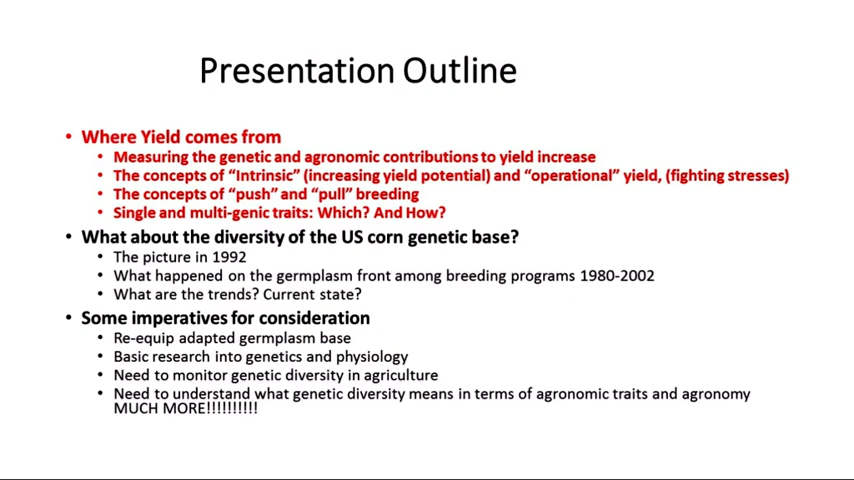 Presentation Outline
• Where Yield comes from
• Measuring the genetic and agronomic contributions to yield increase
• The concepts of “Intrinsic” (increasing yield potential) and “operational” yield, (fighting stresses)
• The concepts of “push” and “pull” breeding
• Single and multi-genic traits: Which? And How?
• What about the diversity of the US corn genetic base?
• The picture in 1992
• What happened on the germplasm front among breeding programs 1980-2002
• What are the trends? Current state?
• Some imperatives for consideration
• Re-equip adapted germplasm base
• Basic research into genetics and physiology
• Need to monitor genetic diversity in agriculture
• Need to understand what genetic diversity means in terms of agronomic traits and agronomy
MUCH MORE!!!!!!!!!!